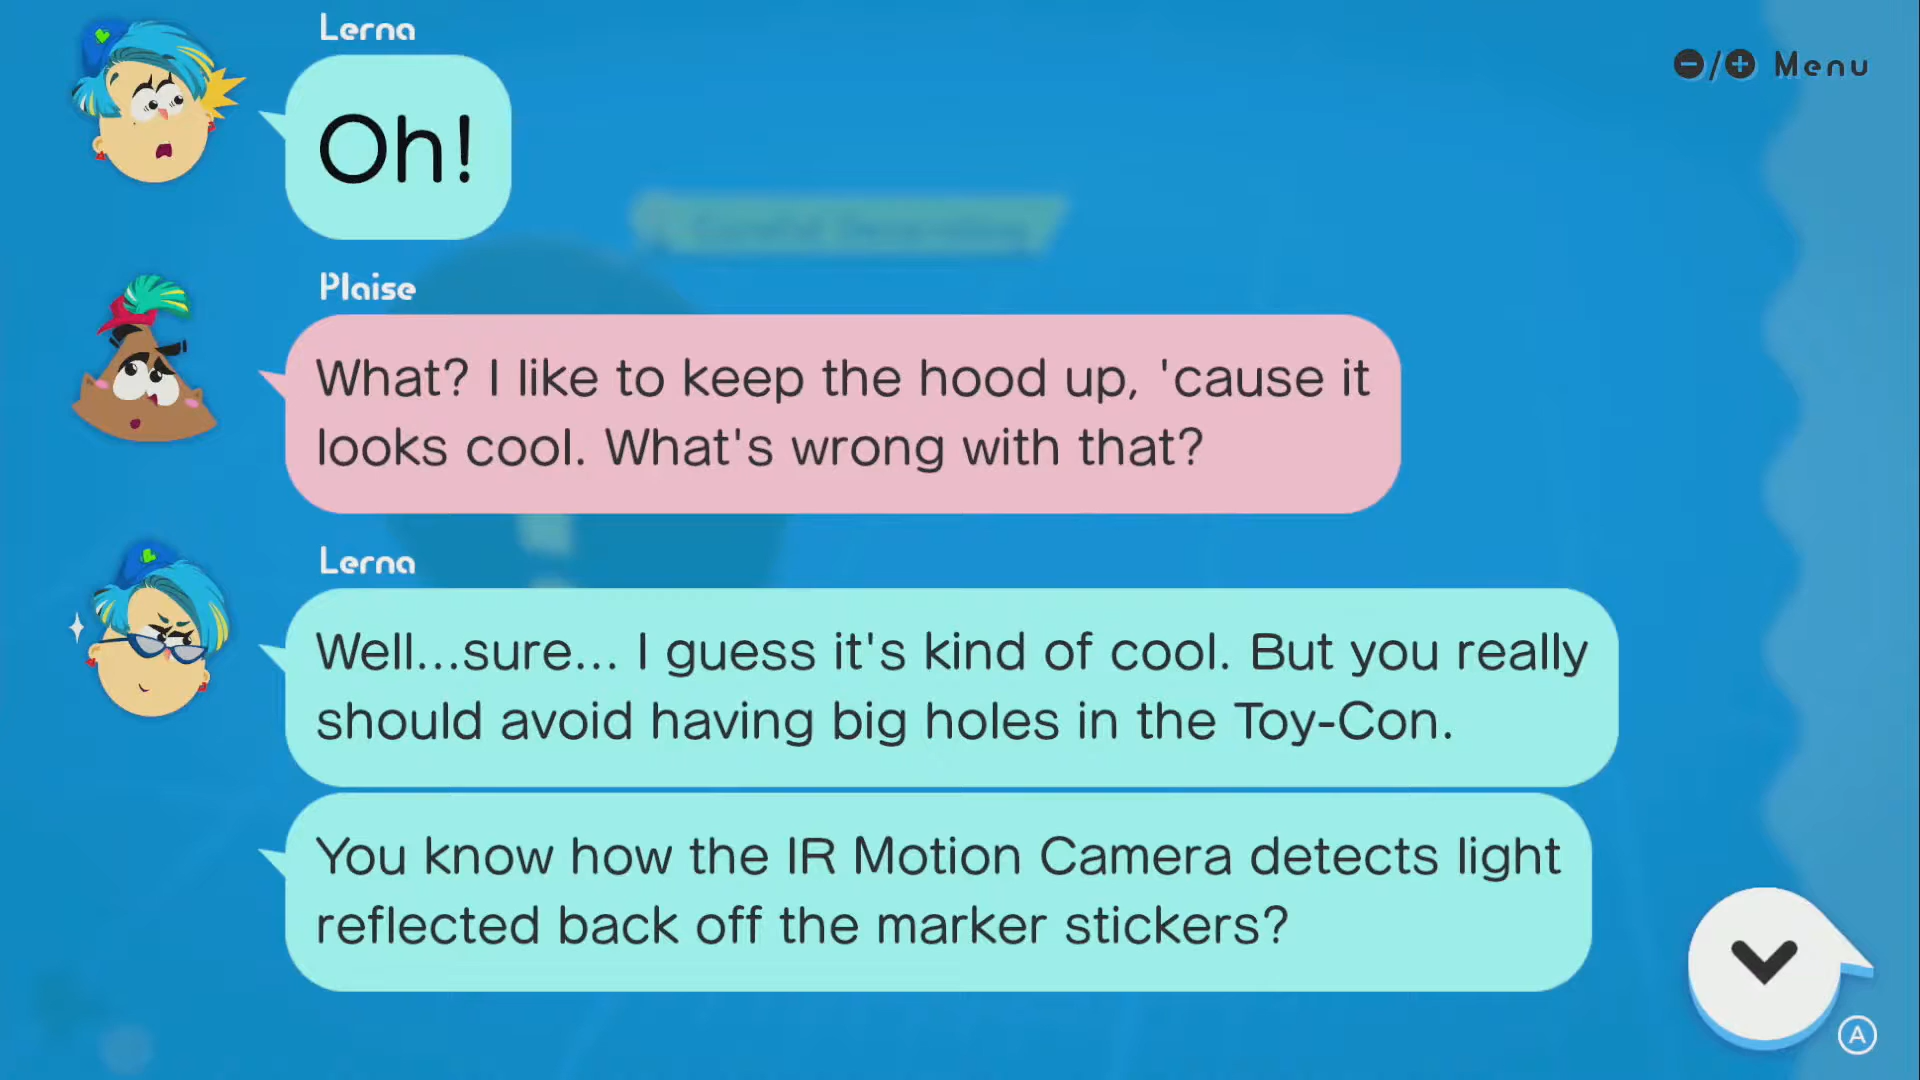 Lerna
Oh!
⊖/⊕ Menu
Plaise
What? I like to keep the hood up, 'cause it
looks cool. What's wrong with that?
Lerna
Well...sure... I guess it's kind of cool. But you really
should avoid having big holes in the Toy-Con.
You know how the IR Motion Camera detects light
reflected back off the marker stickers?
A